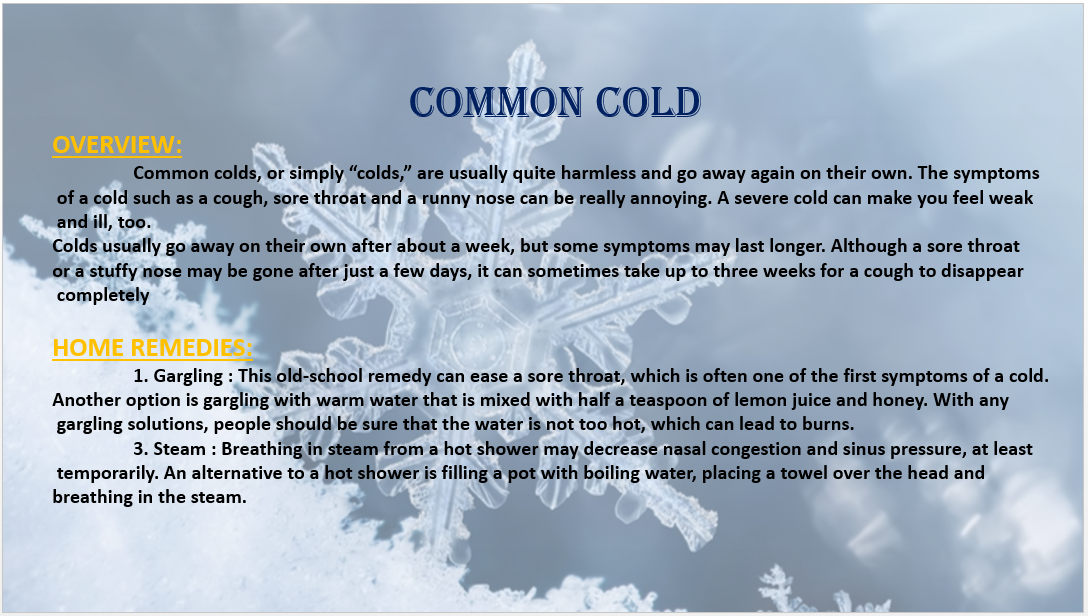 COMMON COLD
OVERVIEW:
Common colds, or simply “colds,” are usually quite harmless and go away again on their own. The symptoms
of a cold such as a cough, sore throat and a runny nose can be really annoying. A severe cold can make you feel weak
and ill, too.
Colds usually go away on their own after about a week, but some symptoms may last longer. Although a sore throat
or a stuffy nose may be gone after just a few days, it can sometimes take up to three weeks for a cough to disappear
completely
HOME REMEDIES:
1. Gargling : This old-school remedy can ease a sore throat, which is often one of the first symptoms of a cold.
Another option is gargling with warm water that is mixed with half a teaspoon of lemon juice and honey. With any
gargling solutions, people should be sure that the water is not too hot, which can lead to burns.
3. Steam : Breathing in steam from a hot shower may decrease nasal congestion and sinus pressure, at least
temporarily. An alternative to a hot shower is filling a pot with boiling water, placing a towel over the head and
breathing in the steam.